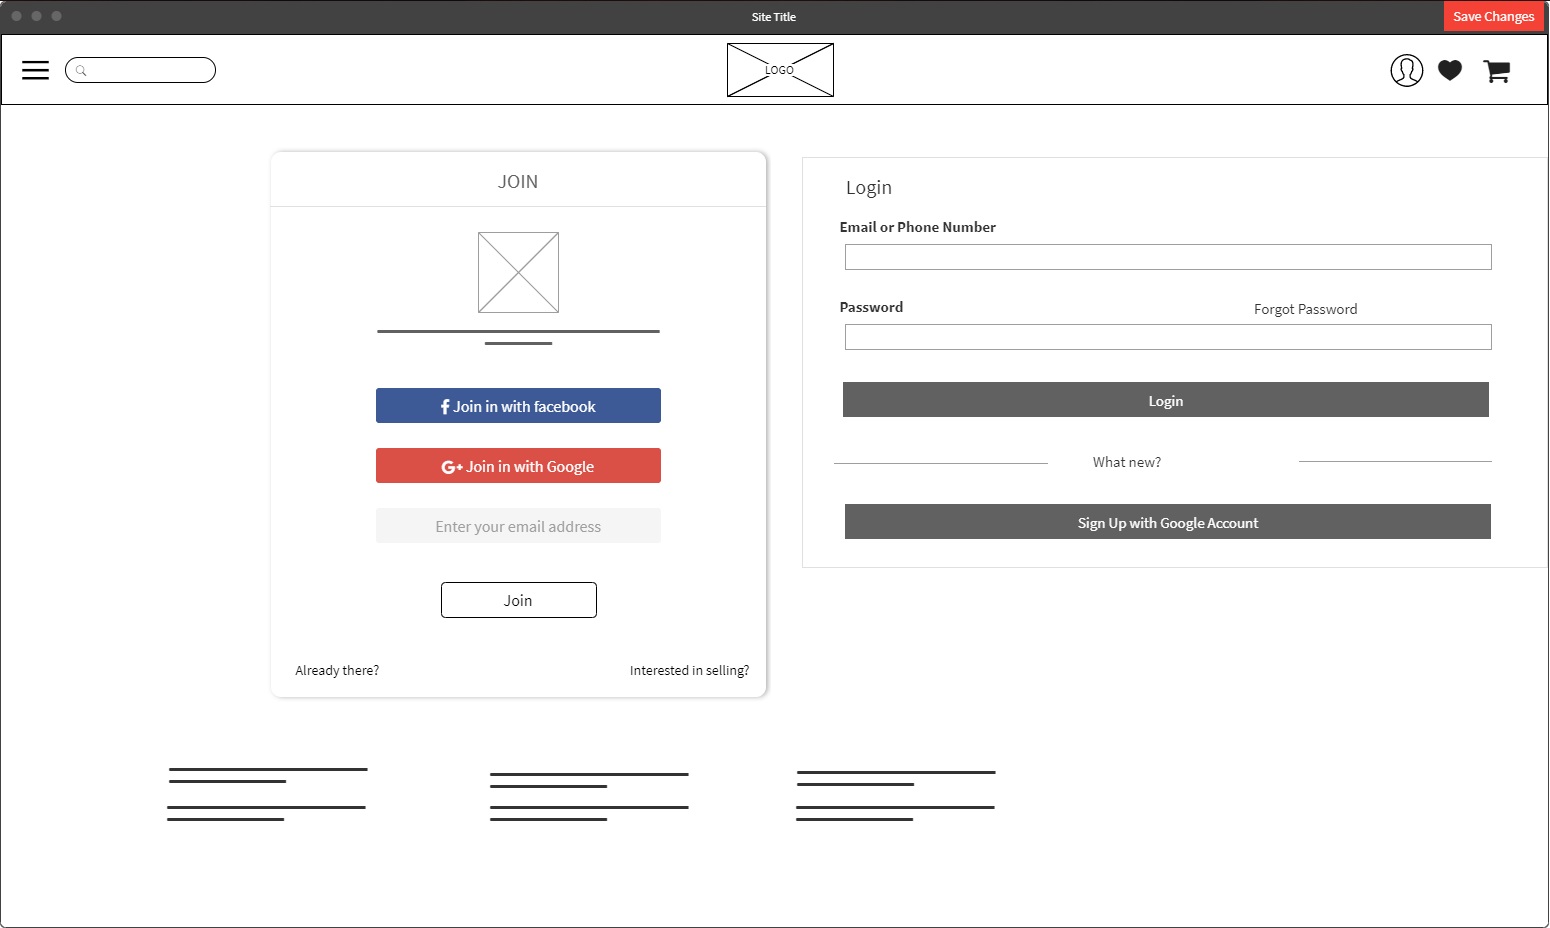 Site Title
Save Changes
LOGO
JOIN
Join in with facebook
G+ Join in with Google
Enter your email address
Join
Already there?
Interested in selling?
Login
Email or Phone Number
Password
Forgot Password
Login
What new?
Sign Up with Google Account